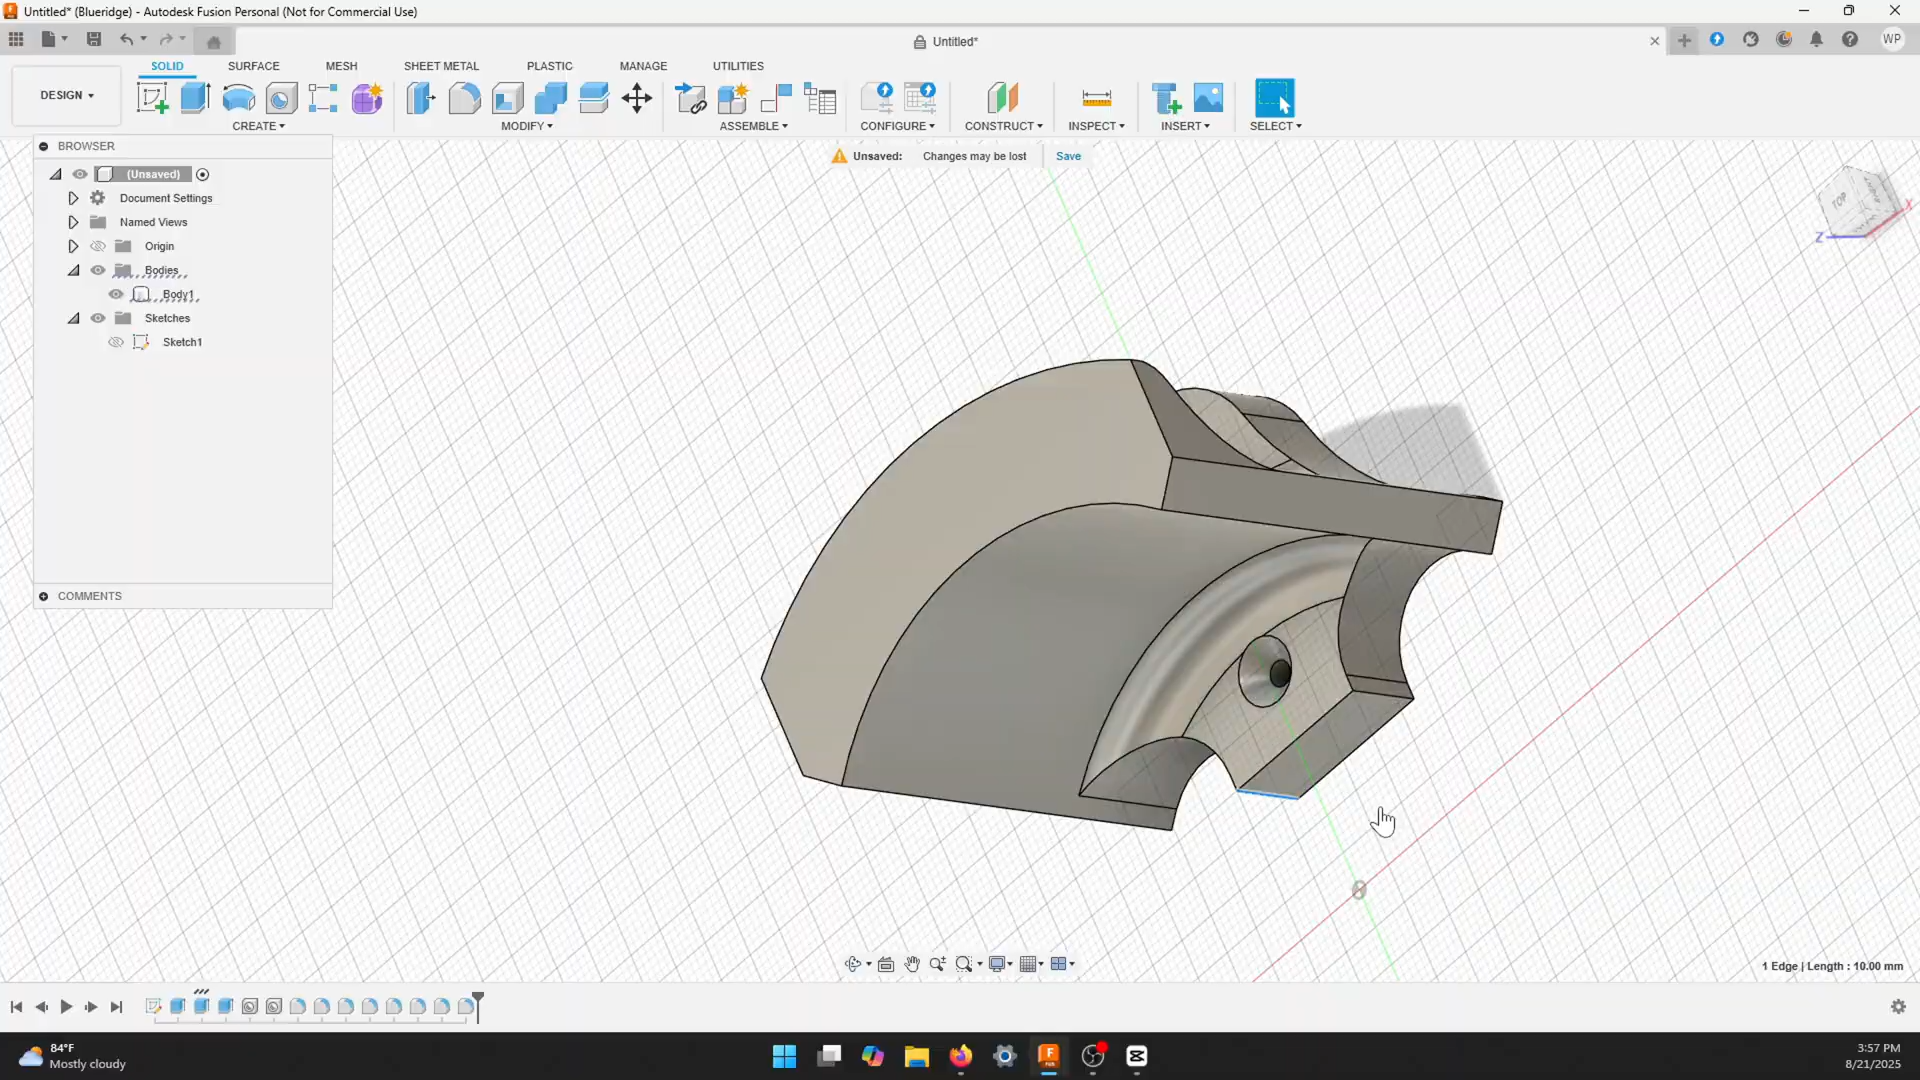 Untitled* (Blueridge) - Autodesk Fusion Personal (Not for Commercial Use)
Untitled*
WP
DESIGN
SOLID SURFACE MESH SHEET METAL PLASTIC MANAGE UTILITIES
CREATE MODIFY ASSEMBLE CONFIGURE CONSTRUCT INSPECT INSERT SELECT
BROWSER
Unsaved: Changes may be lost Save
(Unsaved)
Document Settings
Named Views
Origin
Bodies
Body1
Sketches
Sketch1
COMMENTS
TOP
X
Z
1 Edge | Length : 10.00 mm
84°F
Mostly cloudy
3:57 PM
8/21/2025